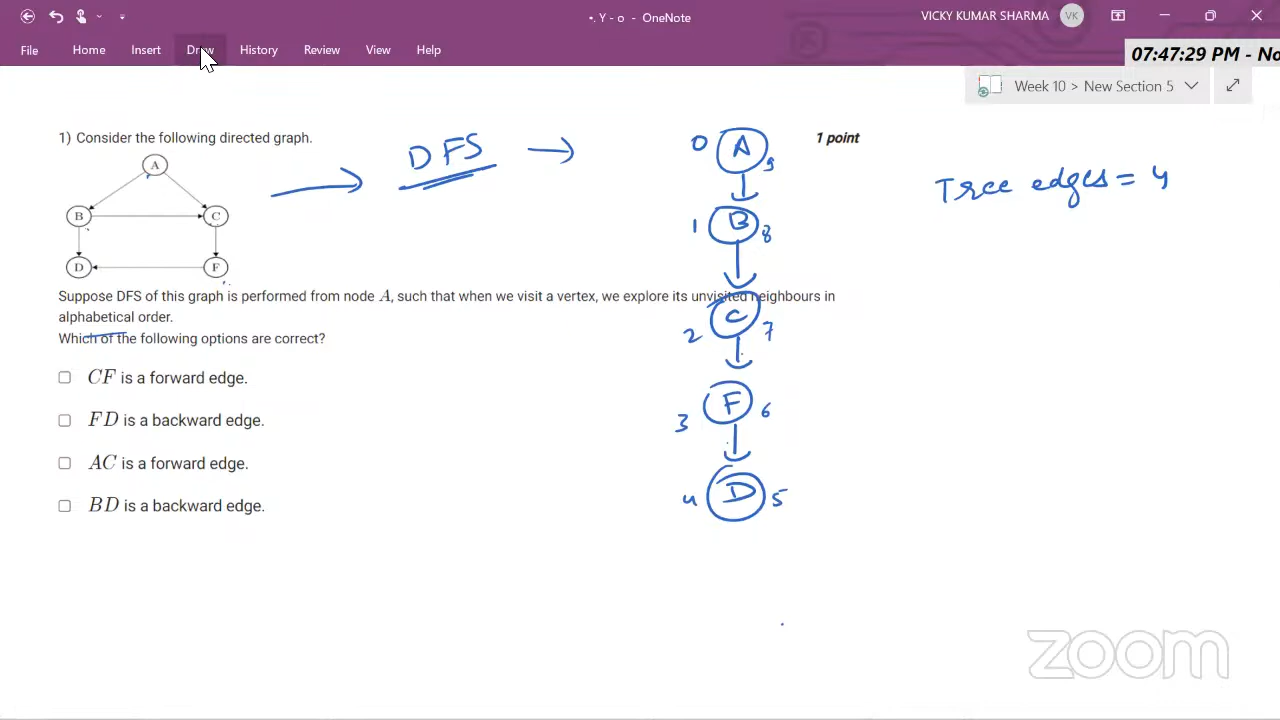 •. Y - o - OneNote
VICKY KUMAR SHARMA VK
File Home Insert Draw History Review View Help
07:47:29 PM - No
Week 10 > New Section 5
1) Consider the following directed graph.
1 point
A
B C
D F
DFS
Tree edges = 4
0 A 9
1 B 8
2 C 7
3 F 6
4 D 5
Suppose DFS of this graph is performed from node A, such that when we visit a vertex, we explore its unvisited neighbours in
alphabetical order.
Which of the following options are correct?
CF is a forward edge.
FD is a backward edge.
AC is a forward edge.
BD is a backward edge.
zoom